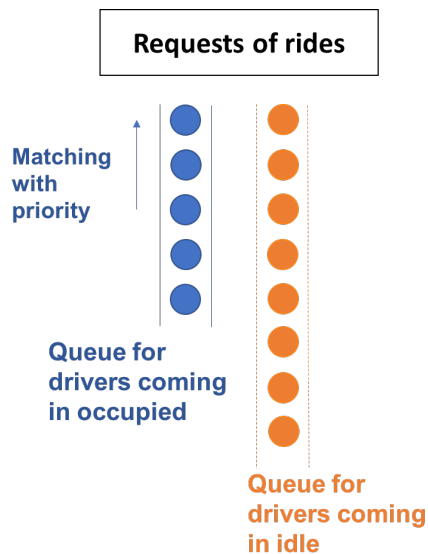 Requests of rides
Matching
with
priority
Queue for
drivers coming
in occupied
Queue for
drivers coming
in idle